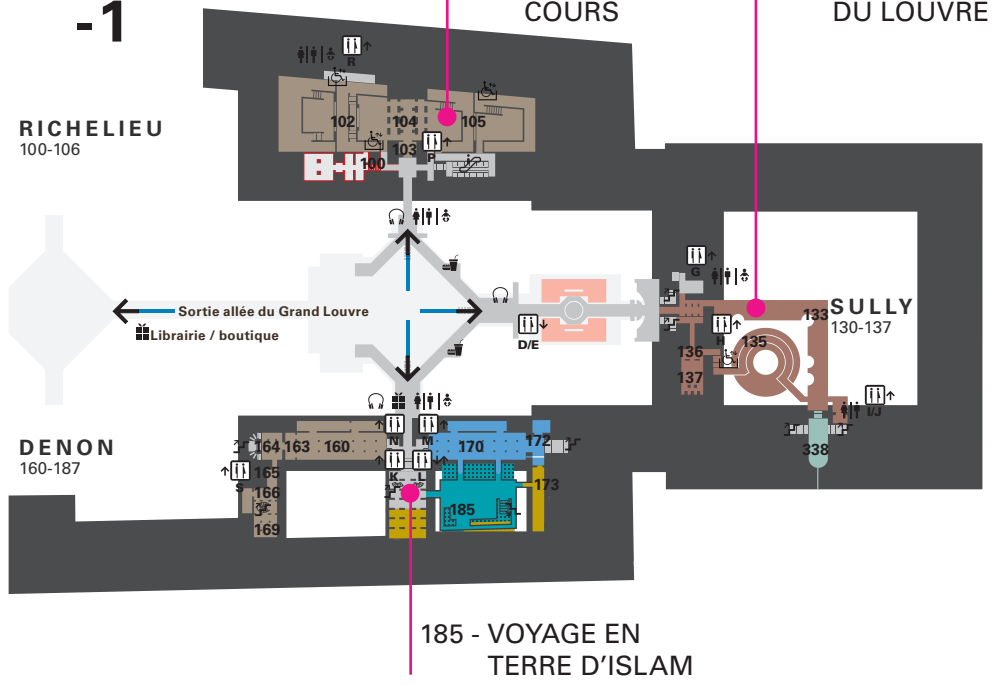 -1
COURS
DU LOUVRE
R
RICHELIEU
100-106
102
104
105
103
P
100
G
Sortie allée du Grand Louvre
Librairie / boutique
D/E
SULLY
130-137
133
H
135
136
137
I/J
338
DENON
160-187
N
M
164
163
160
170
172
K
L
S
165
166
169
173
185
185 - VOYAGE EN
TERRE D'ISLAM